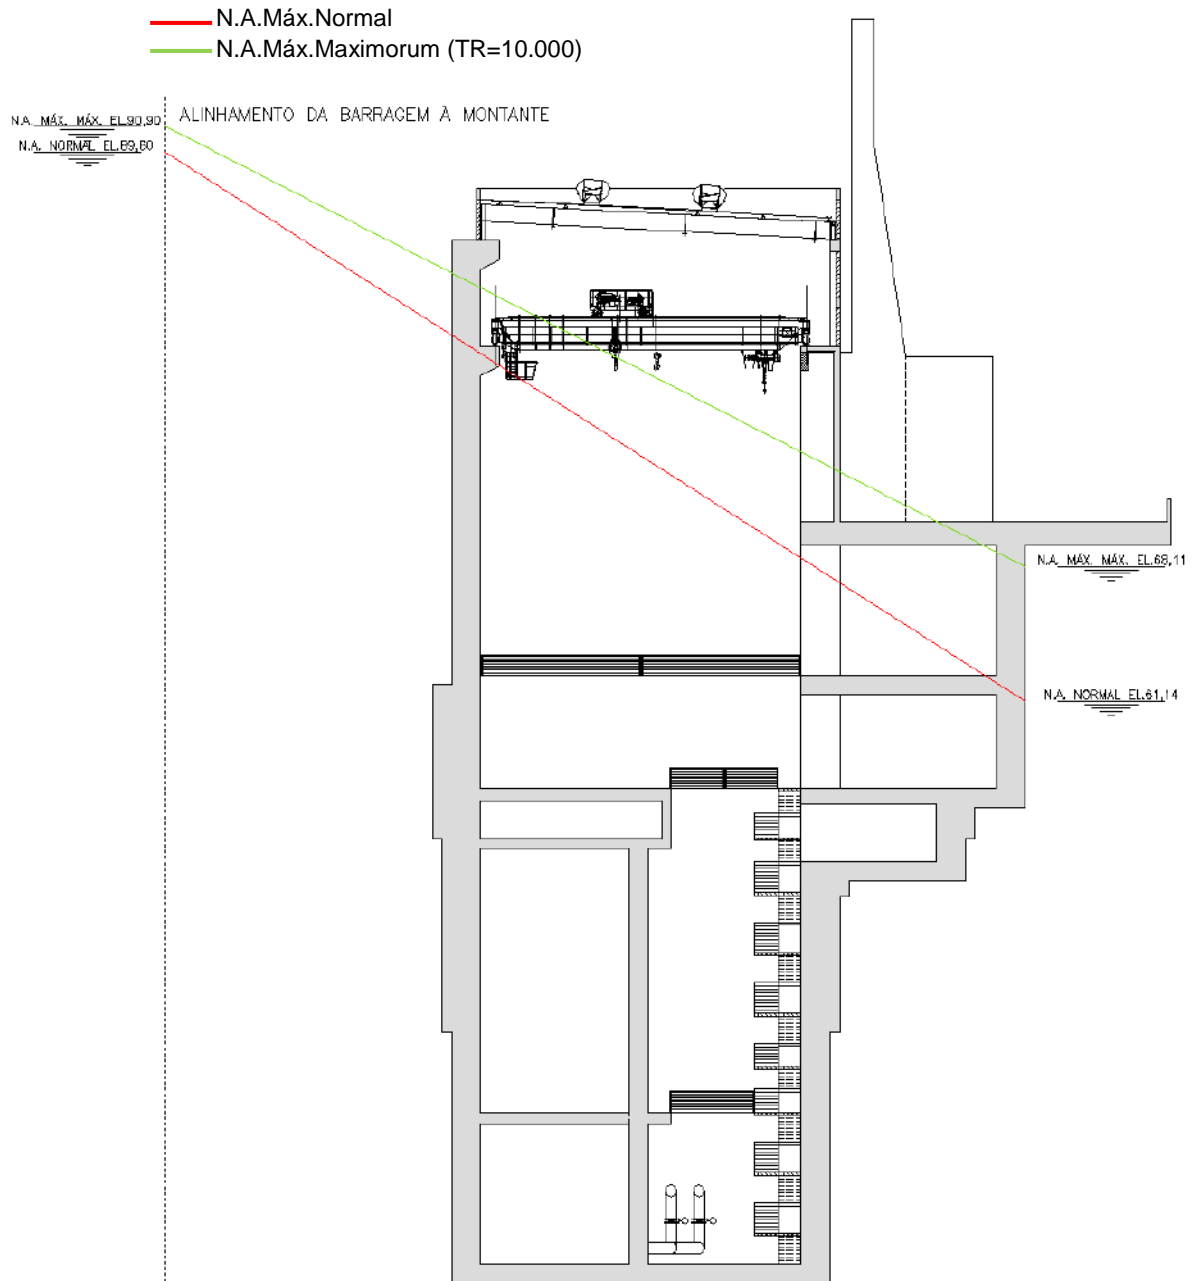 N.A.Máx.Normal
N.A.Máx.Maximorum (TR=10.000)
ALINHAMENTO DA BARRAGEM À MONTANTE
N.A. MÁX. MÁX. EL.90,90
N.A. NORMAL EL.89,80
N.A. MÁX. MÁX. EL.68,11
N.A. NORMAL EL.61,14